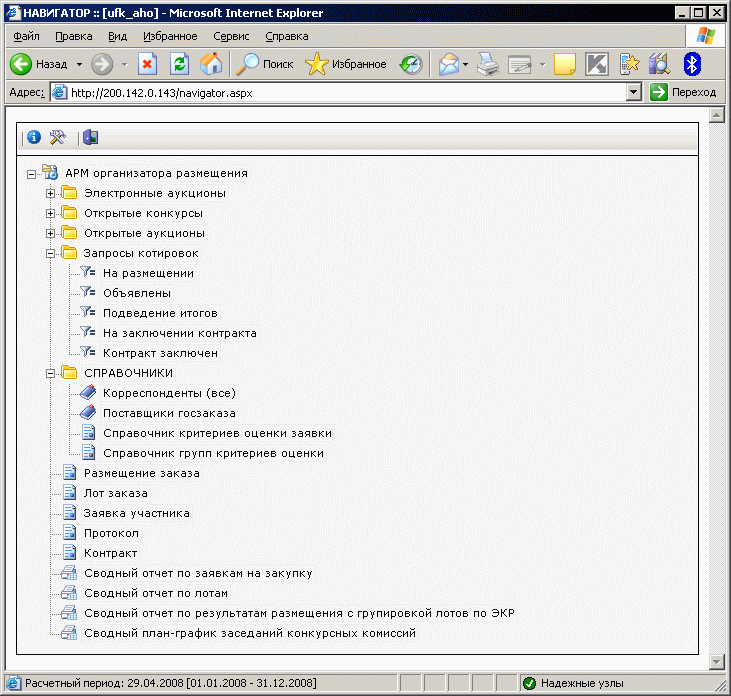 НАВИГАТОР :: [ufk_aho] - Microsoft Internet Explorer
Файл Правка Вид Избранное Сервис Справка
Назад Поиск Избранное
Адрес: http://200.142.0.143/navigator.aspx Переход
АРМ организатора размещения
Электронные аукционы
Открытые конкурсы
Открытые аукционы
Запросы котировок
На размещении
Объявлены
Подведение итогов
На заключении контракта
Контракт заключен
СПРАВОЧНИКИ
Корреспонденты (все)
Поставщики госзаказа
Справочник критериев оценки заявки
Справочник групп критериев оценки
Размещение заказа
Лот заказа
Заявка участника
Протокол
Контракт
Сводный отчет по заявкам на закупку
Сводный отчет по лотам
Сводный отчет по результатам размещения с групировкой лотов по ЭКР
Сводный план-график заседаний конкурсных комиссий
Расчетный период: 29.04.2008 [01.01.2008 - 31.12.2008] Надежные узлы